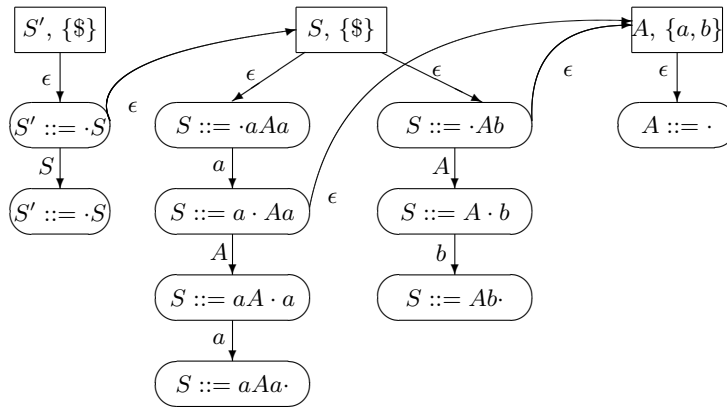 S′, {$} S, {$} A, {a, b}
ϵ ϵ ϵ ϵ ϵ
ϵ
S′ ::= ·S S ::= ·aAa S ::= ·Ab A ::= ·
S a A
S′ ::= ·S S ::= a · Aa ϵ S ::= A · b
A b
S ::= aA · a S ::= Ab·
a
S ::= aAa·